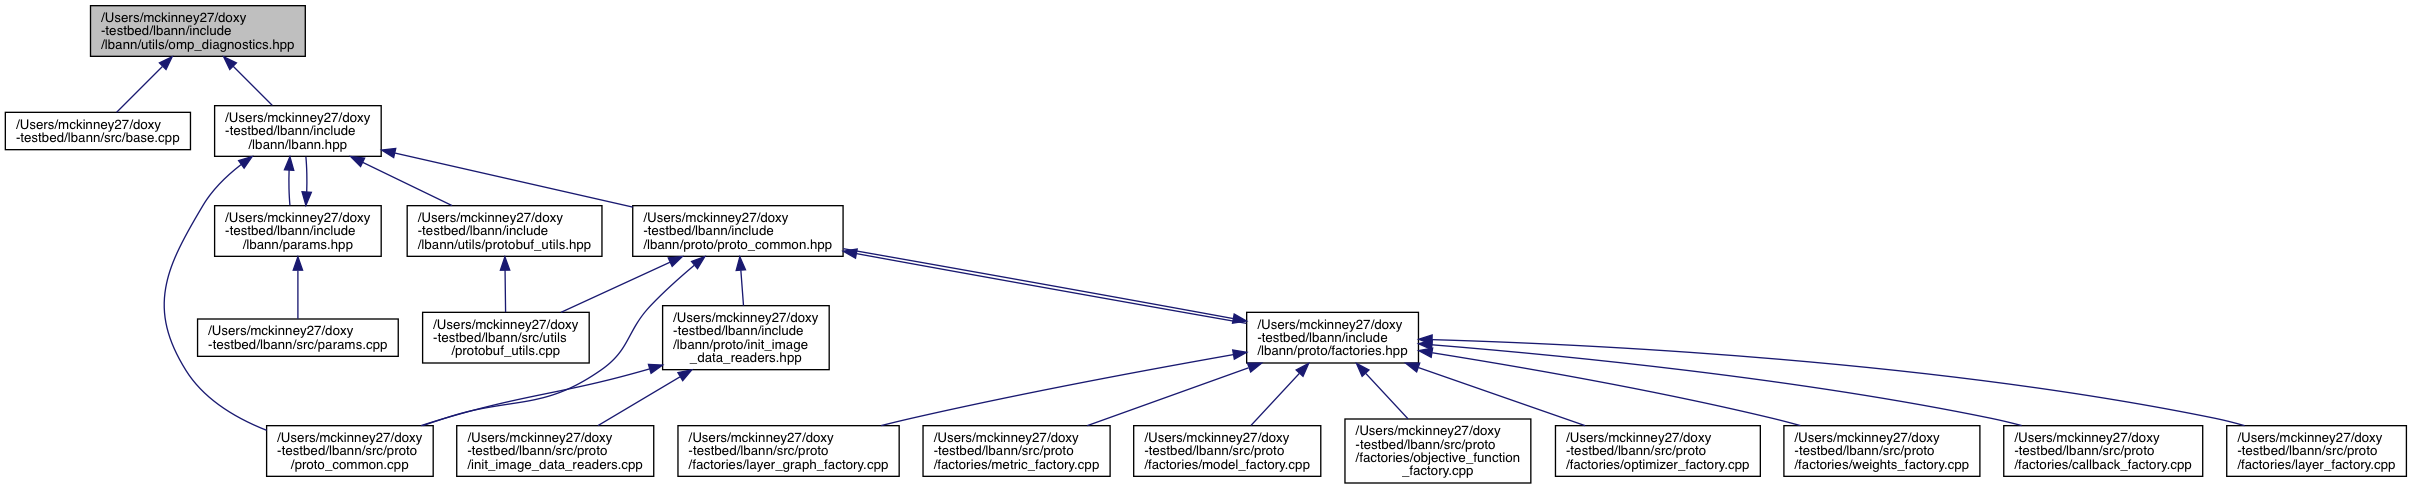 /Users/mckinney27/doxy
-testbed/lbann/include
/lbann/utils/omp_diagnostics.hpp
/Users/mckinney27/doxy
-testbed/lbann/src/base.cpp
/Users/mckinney27/doxy
-testbed/lbann/include
/lbann/lbann.hpp
/Users/mckinney27/doxy
-testbed/lbann/include
/lbann/params.hpp
/Users/mckinney27/doxy
-testbed/lbann/include
/lbann/utils/protobuf_utils.hpp
/Users/mckinney27/doxy
-testbed/lbann/include
/lbann/proto/proto_common.hpp
/Users/mckinney27/doxy
-testbed/lbann/src/params.cpp
/Users/mckinney27/doxy
-testbed/lbann/src/utils
/protobuf_utils.cpp
/Users/mckinney27/doxy
-testbed/lbann/include
/lbann/proto/init_image
_data_readers.hpp
/Users/mckinney27/doxy
-testbed/lbann/include
/lbann/proto/factories.hpp
/Users/mckinney27/doxy
-testbed/lbann/src/proto
/proto_common.cpp
/Users/mckinney27/doxy
-testbed/lbann/src/proto
/init_image_data_readers.cpp
/Users/mckinney27/doxy
-testbed/lbann/src/proto
/factories/layer_graph_factory.cpp
/Users/mckinney27/doxy
-testbed/lbann/src/proto
/factories/metric_factory.cpp
/Users/mckinney27/doxy
-testbed/lbann/src/proto
/factories/model_factory.cpp
/Users/mckinney27/doxy
-testbed/lbann/src/proto
/factories/objective_function
_factory.cpp
/Users/mckinney27/doxy
-testbed/lbann/src/proto
/factories/optimizer_factory.cpp
/Users/mckinney27/doxy
-testbed/lbann/src/proto
/factories/weights_factory.cpp
/Users/mckinney27/doxy
-testbed/lbann/src/proto
/factories/callback_factory.cpp
/Users/mckinney27/doxy
-testbed/lbann/src/proto
/factories/layer_factory.cpp